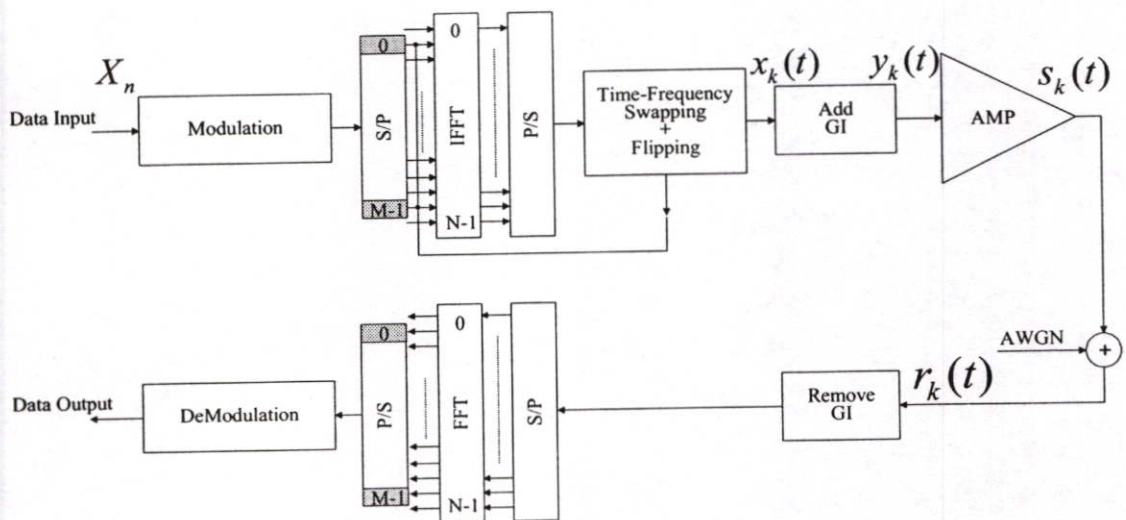 X_n
Data Input
Modulation
S/P
0
M-1
IFFT
0
N-1
P/S
Time-Frequency
Swapping
+
Flipping
x_k(t)
Add
GI
y_k(t)
AMP
s_k(t)
AWGN
+
r_k(t)
Remove
GI
S/P
FFT
0
N-1
P/S
0
M-1
DeModulation
Data Output